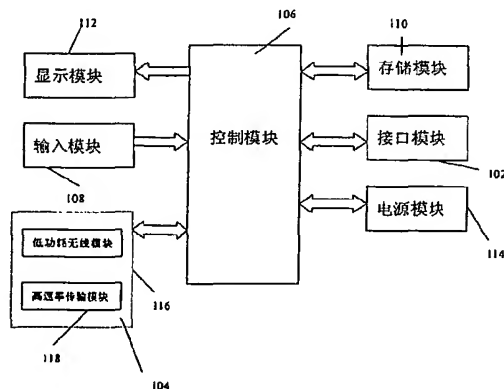 112
106
110
显示模块
存储模块
输入模块
控制模块
接口模块
108
102
电源模块
低功耗无线模块
114
116
高速率传输模块
118
104